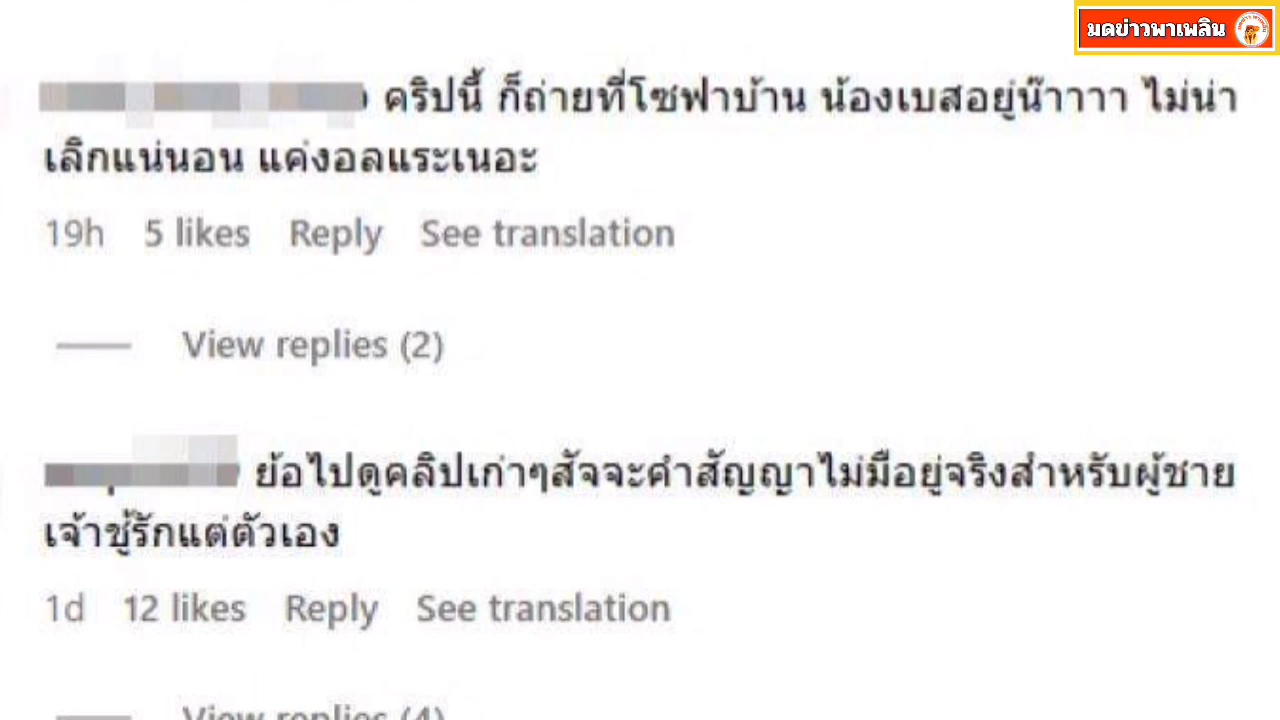 มดข่าวพาเพลิน
คริปนี้ ก็ถ่ายที่โซฟาบ้าน น้องเบสอยู่น๊าาาา ไม่น่า
เลิกแน่นอน แค่งอลแระเนอะ
19h 5 likes Reply See translation
View replies (2)
ย้อไปดูคลิปเก่าๆสัจจะคำสัญญาไม่มีอยู่จริงสำหรับผู้ชาย
เจ้าชู้รักแต่ตัวเอง
1d 12 likes Reply See translation
View replies (4)